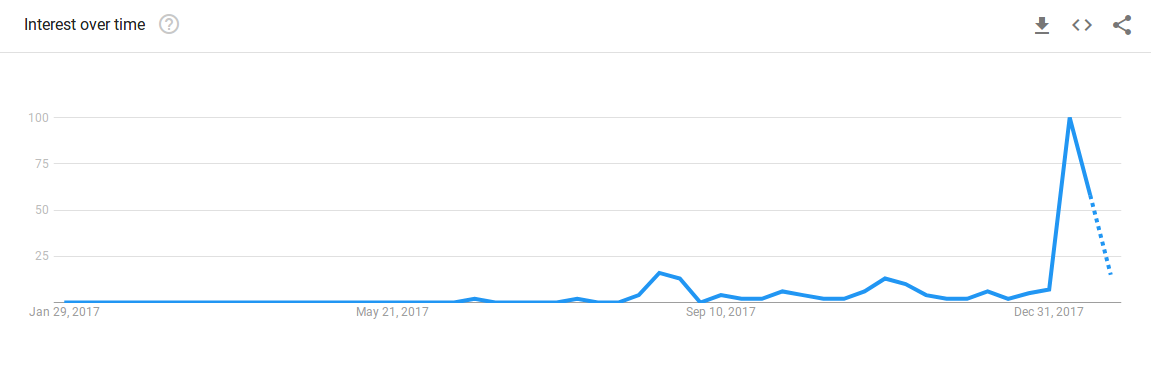 Interest over time
100
75
50
25
Jan 29, 2017
May 21, 2017
Sep 10, 2017
Dec 31, 2017